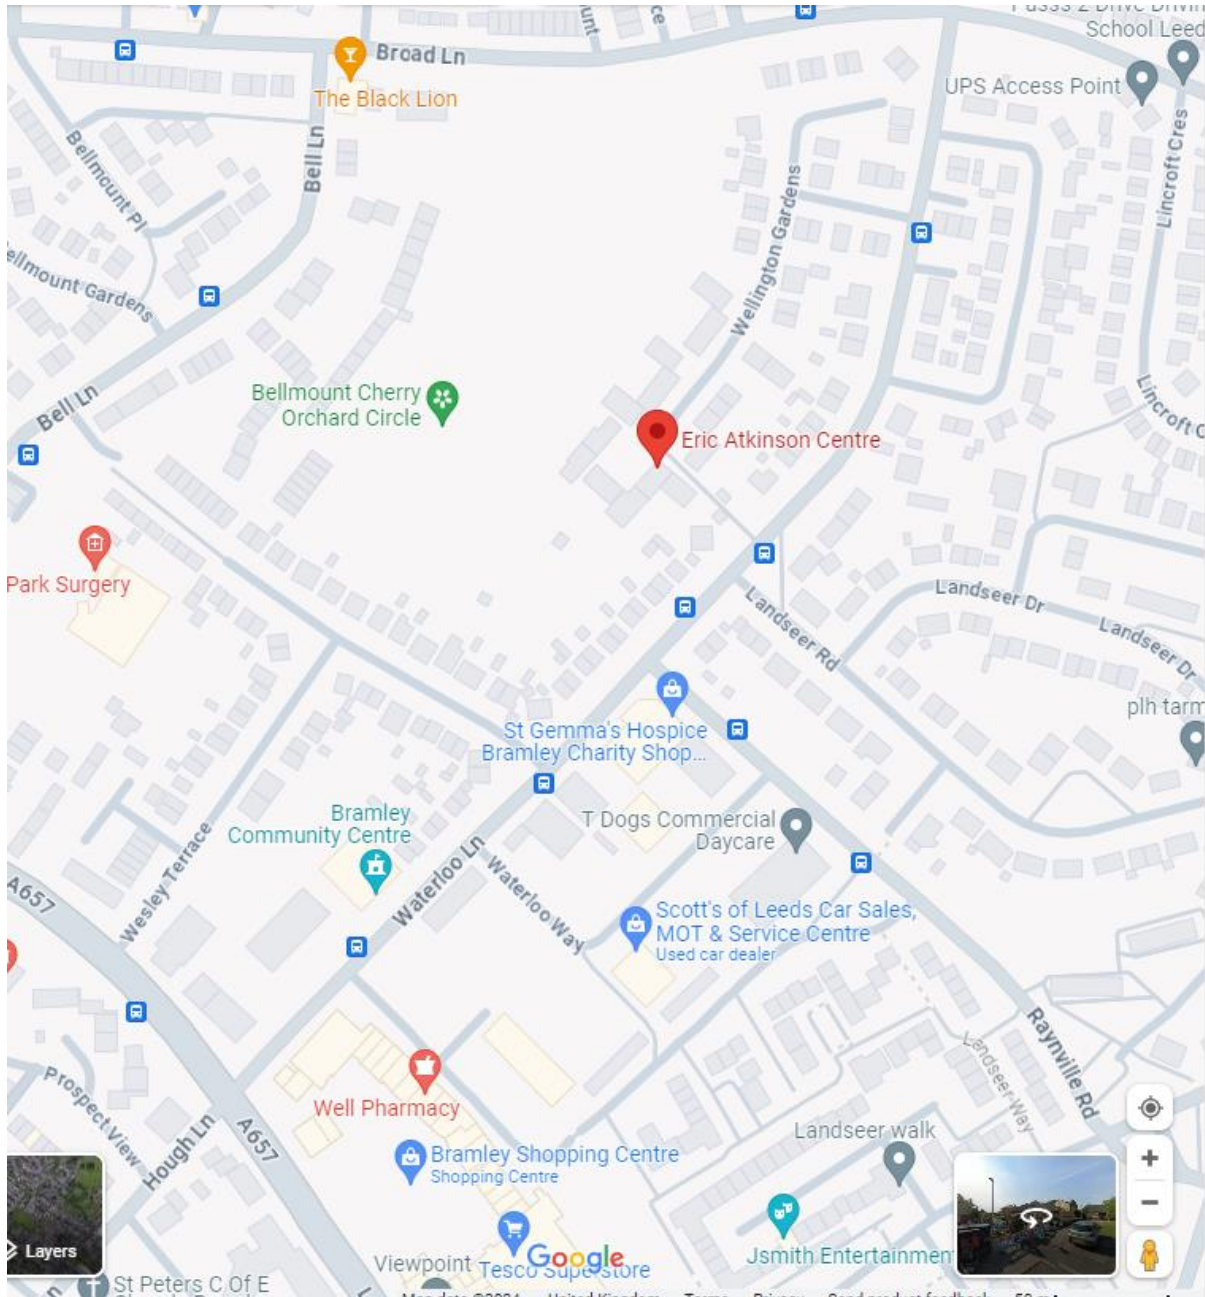 School Leed
Broad Ln
UPS Access Point
The Black Lion
Lincroft Cres
Bell Ln
Bellmount Pl
Wellington Gardens
ellmount Gardens
Bellmount Cherry
Orchard Circle
Bell Ln
Lincroft C
Eric Atkinson Centre
Park Surgery
Landseer Dr
Landseer Rd
Landseer Dr
plh tarm
St Gemma's Hospice
Bramley Charity Shop...
Bramley
Community Centre
T Dogs Commercial
Daycare
Wesley Terrace
A657
Waterloo Ln
Waterloo Way
Scott's of Leeds Car Sales,
MOT & Service Centre
Used car dealer
Raynville Rd
Landseer Way
Prospect View
Well Pharmacy
Hough Ln
A657
Landseer walk
Bramley Shopping Centre
Shopping Centre
Layers
Viewpoint
Google
Tesco Superstore
Jsmith Entertainmen
St Peters C Of E